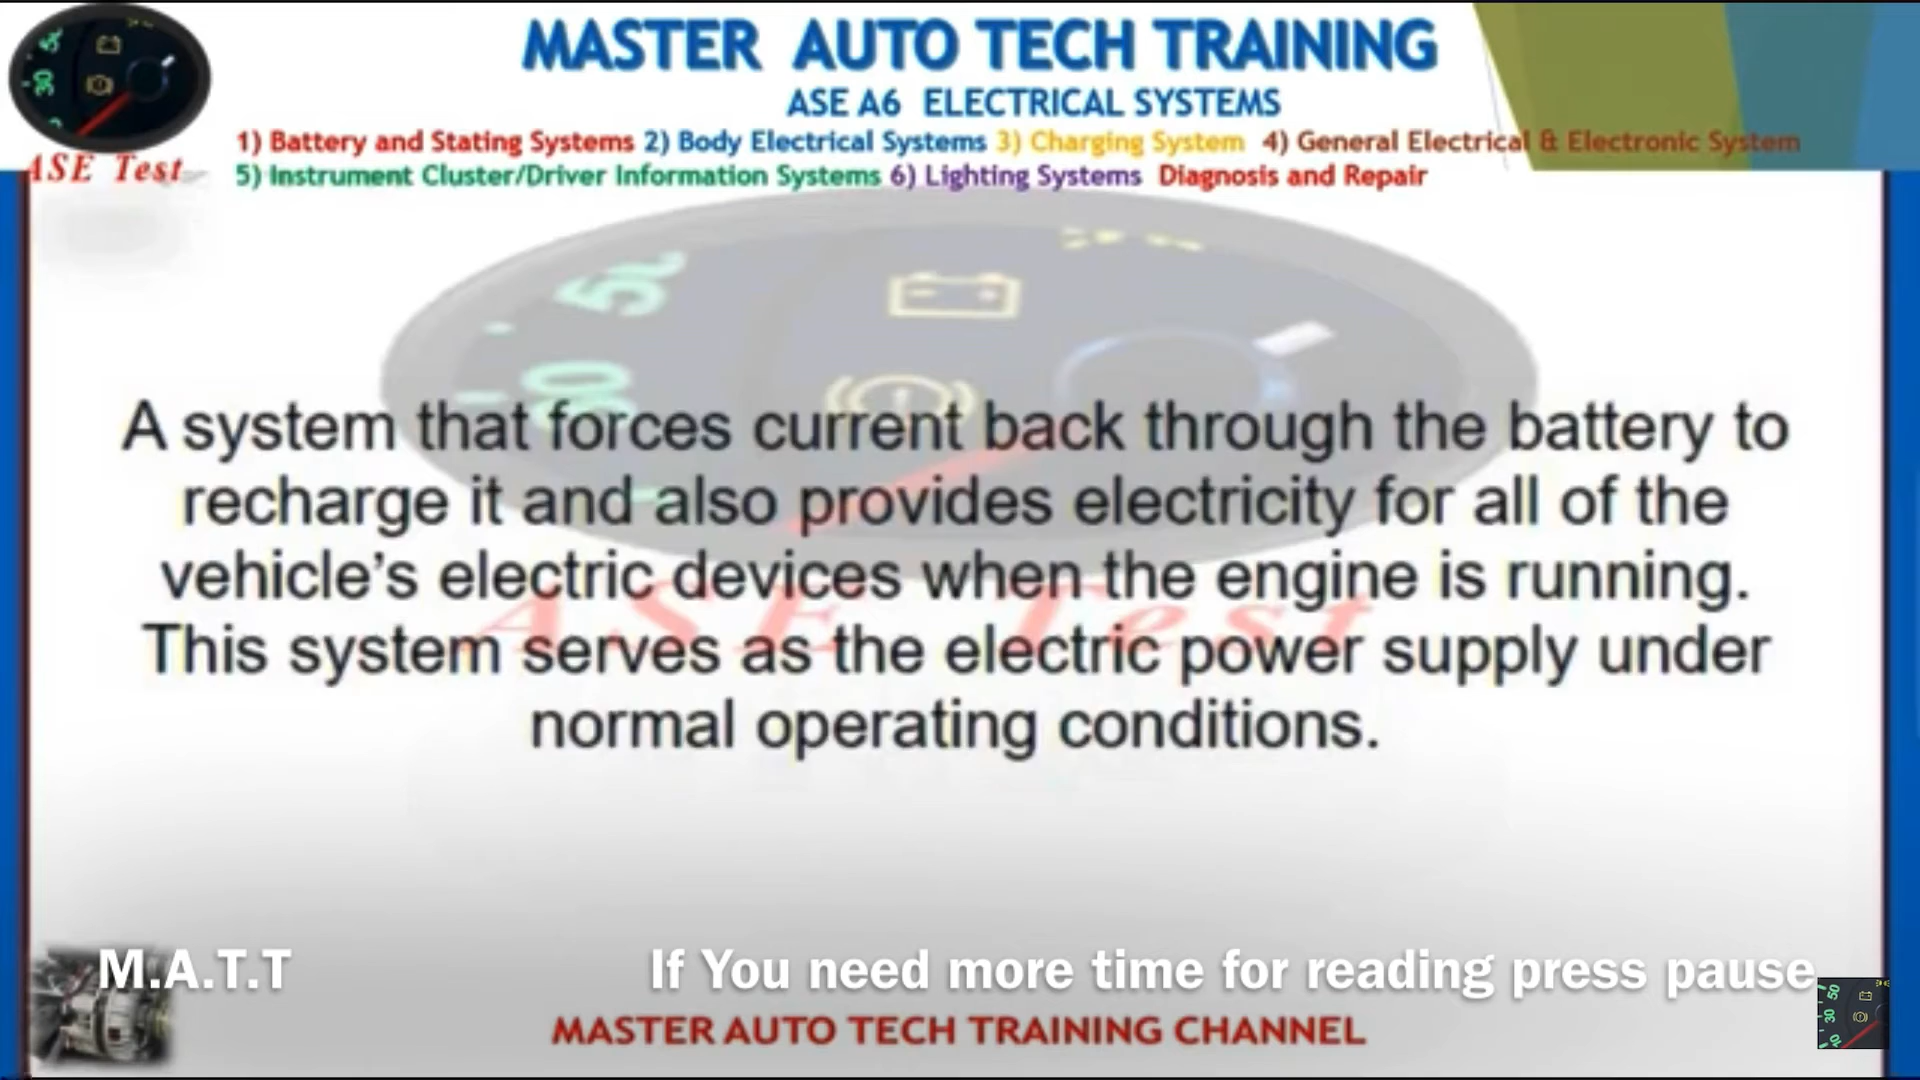 MASTER AUTO TECH TRAINING
ASE A6 ELECTRICAL SYSTEMS
1) Battery and Stating Systems 2) Body Electrical Systems 3) Charging System 4) General Electrical & Electronic System
5) Instrument Cluster/Driver Information Systems 6) Lighting Systems Diagnosis and Repair
30
ASE Test
30
A system that forces current back through the battery to
recharge it and also provides electricity for all of the
vehicle's electric devices when the engine is running.
ASE Test
This system serves as the electric power supply under
normal operating conditions.
M.A.T.T
If You need more time for reading press pause
50
30
MASTER AUTO TECH TRAINING CHANNEL